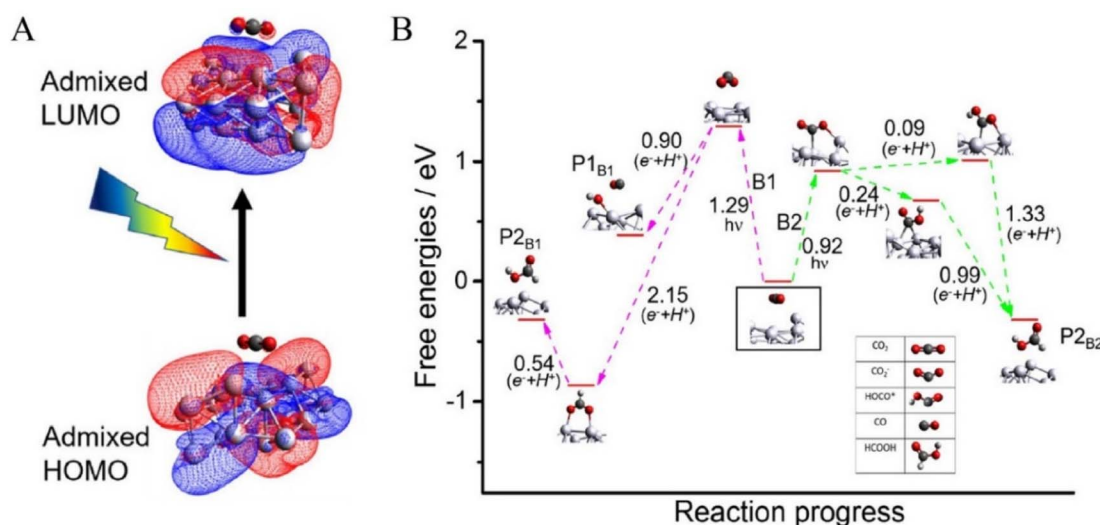 A
Admixed
LUMO
Admixed
HOMO
B
Free energies / eV
2
1
0
-1
Reaction progress
P2B1
P1B1
0.90
(e⁻+H⁺)
2.15
(e⁻+H⁺)
0.54
(e⁻+H⁺)
B1
1.29
hν
B2
0.92
hν
0.09
(e⁻+H⁺)
0.24
(e⁻+H⁺)
1.33
(e⁻+H⁺)
0.99
(e⁻+H⁺)
P2B2
CO₂
CO₂⁻
HOCO*
CO
HCOOH